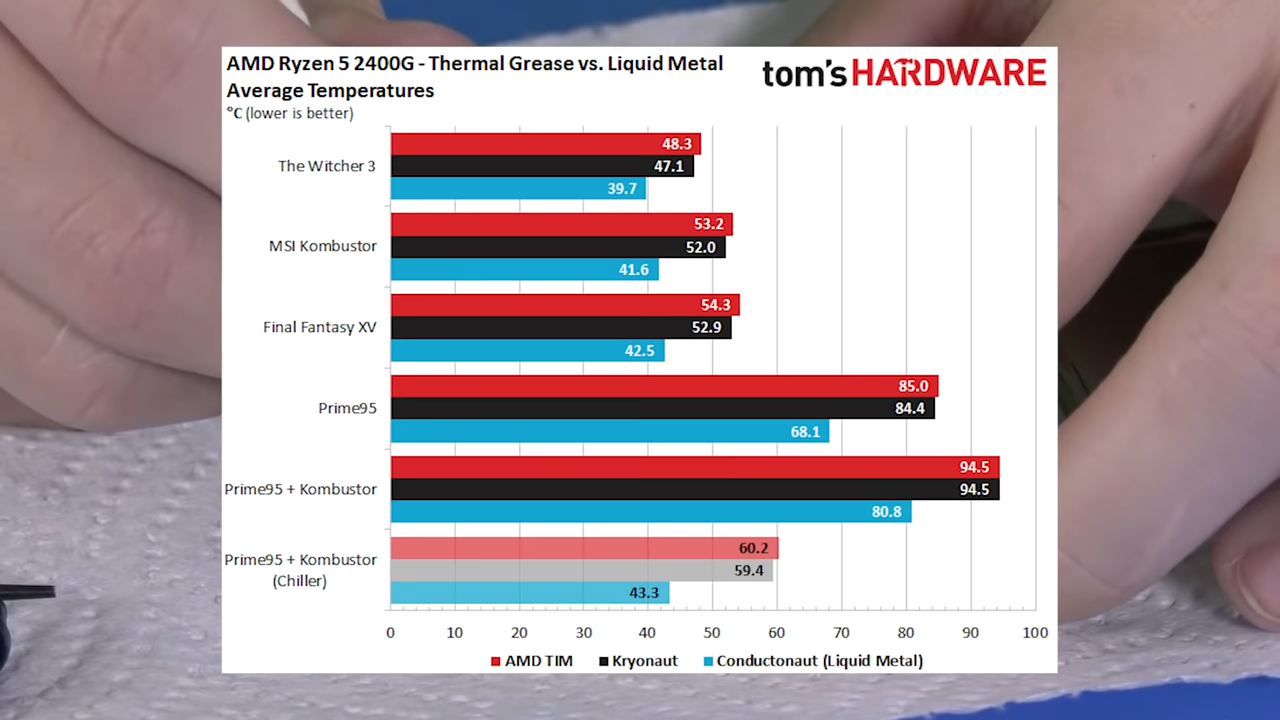 AMD Ryzen 5 2400G - Thermal Grease vs. Liquid Metal
Average Temperatures
°C (lower is better)
tom's HARDWARE
The Witcher 3
48.3
47.1
39.7
MSI Kombustor
53.2
52.0
41.6
Final Fantasy XV
54.3
52.9
42.5
Prime95
85.0
84.4
68.1
Prime95 + Kombustor
94.5
94.5
80.8
Prime95 + Kombustor
(Chiller)
60.2
59.4
43.3
0 10 20 30 40 50 60 70 80 90 100
AMD TIM Kryonaut Conductonaut (Liquid Metal)